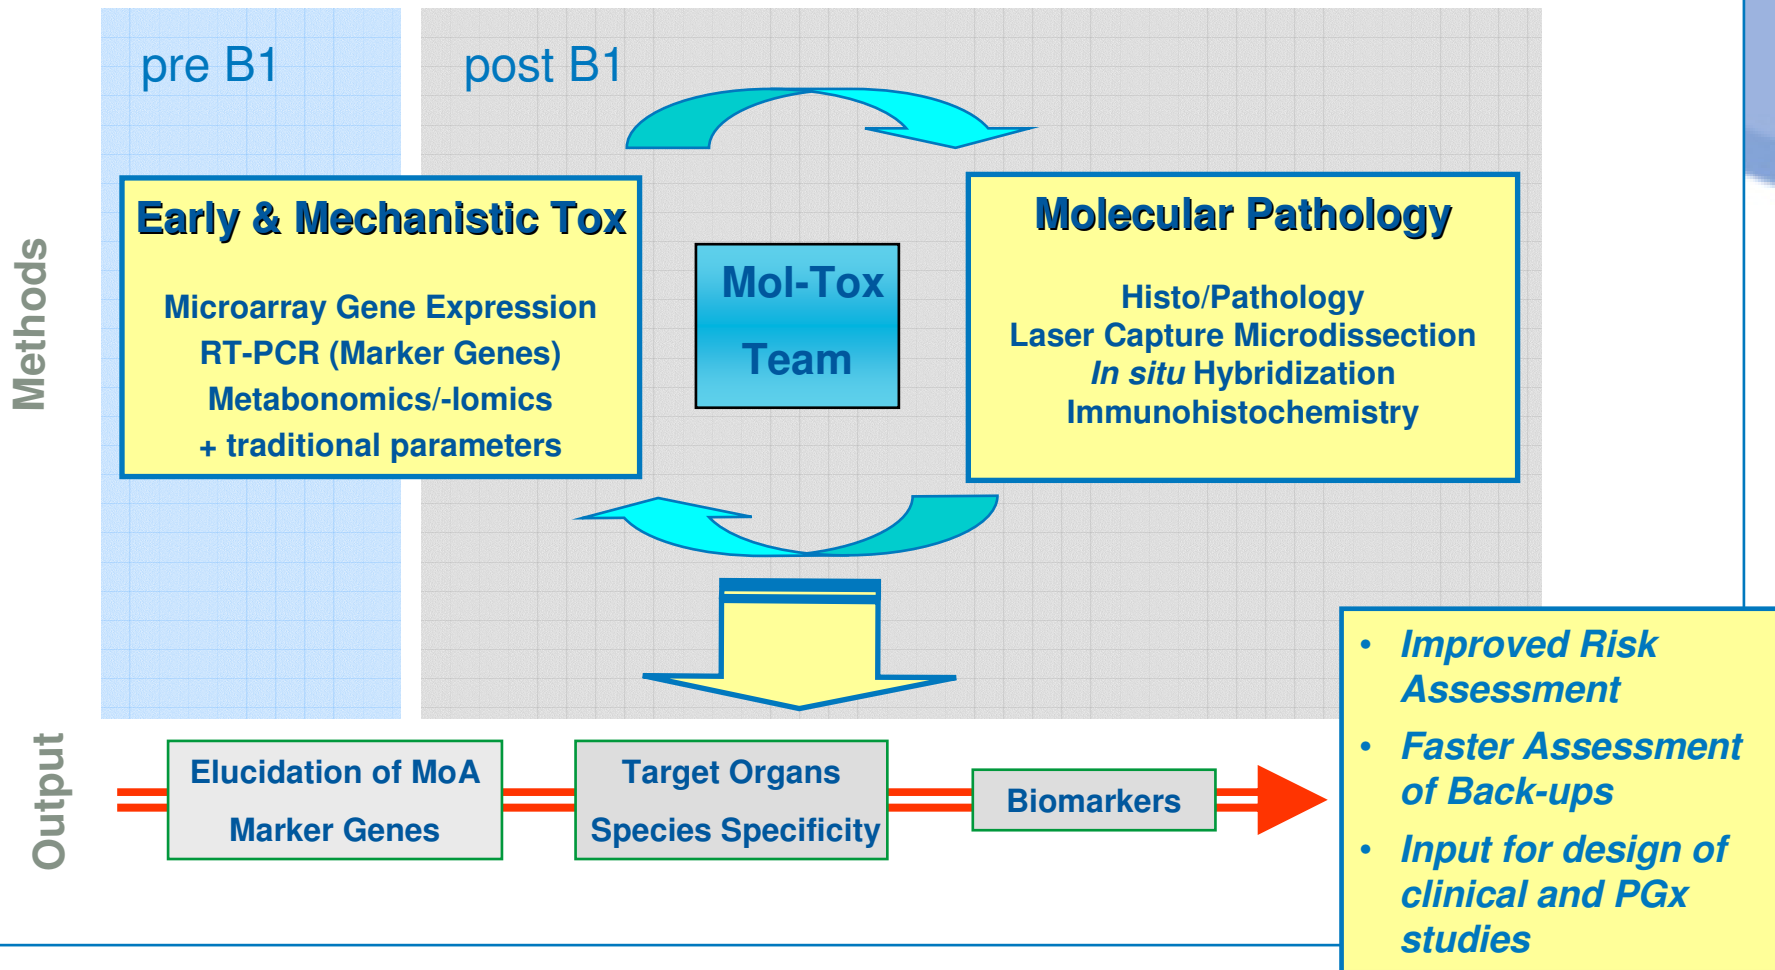 pre B1
post B1
Methods
Early & Mechanistic Tox
Microarray Gene Expression
RT-PCR (Marker Genes)
Metabonomics/-lomics
+ traditional parameters
Mol-Tox
Team
Molecular Pathology
Histo/Pathology
Laser Capture Microdissection
In situ Hybridization
Immunohistochemistry
Output
Elucidation of MoA
Marker Genes
Target Organs
Species Specificity
Biomarkers
• Improved Risk
Assessment
• Faster Assessment
of Back-ups
• Input for design of
clinical and PGx
studies